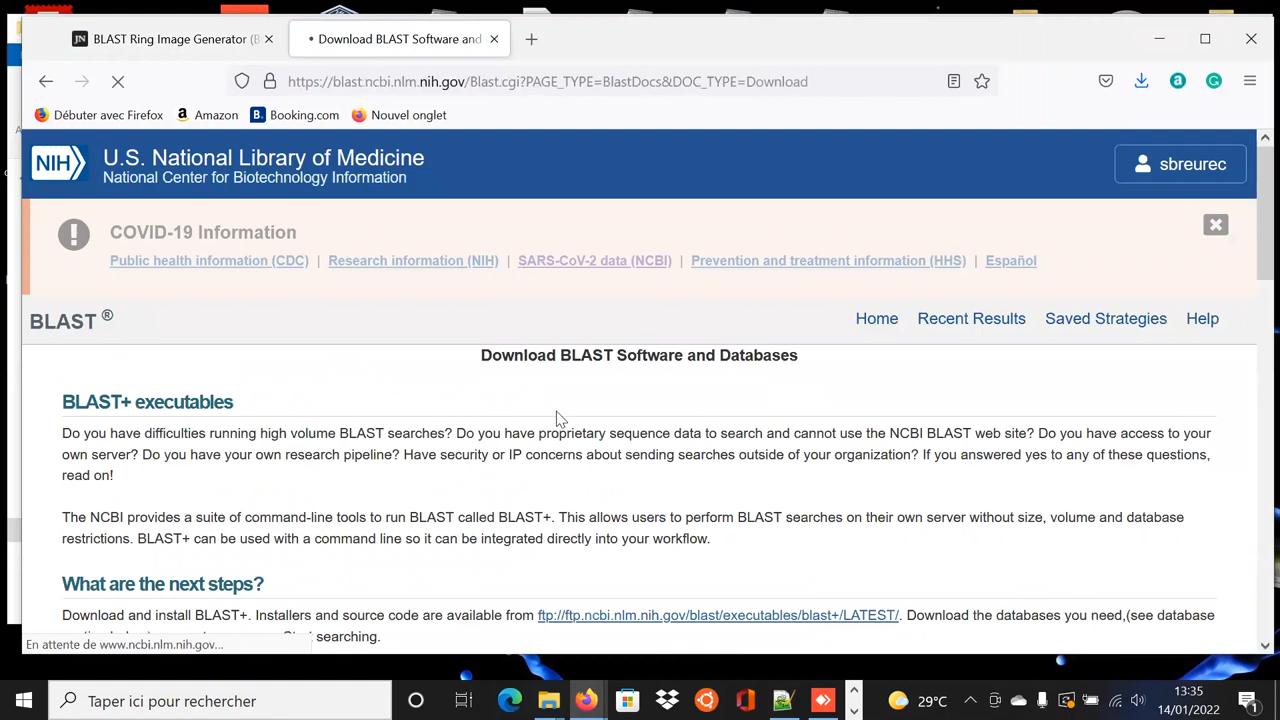 JN BLAST Ring Image Generator (B
Download BLAST Software and
https://blast.ncbi.nlm.nih.gov/Blast.cgi?PAGE_TYPE=BlastDocs&DOC_TYPE=Download
Débuter avec Firefox Amazon B. Booking.com Nouvel onglet
NIH U.S. National Library of Medicine
National Center for Biotechnology Information
sbreurec
COVID-19 Information
Public health information (CDC) | Research information (NIH) | SARS-CoV-2 data (NCBI) | Prevention and treatment information (HHS) | Español
BLAST ® Home Recent Results Saved Strategies Help
Download BLAST Software and Databases
BLAST+ executables
Do you have difficulties running high volume BLAST searches? Do you have proprietary sequence data to search and cannot use the NCBI BLAST web site? Do you have access to your
own server? Do you have your own research pipeline? Have security or IP concerns about sending searches outside of your organization? If you answered yes to any of these questions,
read on!
The NCBI provides a suite of command-line tools to run BLAST called BLAST+. This allows users to perform BLAST searches on their own server without size, volume and database
restrictions. BLAST+ can be used with a command line so it can be integrated directly into your workflow.
What are the next steps?
Download and install BLAST+. Installers and source code are available from ftp://ftp.ncbi.nlm.nih.gov/blast/executables/blast+/LATEST/. Download the databases you need,(see database
searching.
En attente de www.ncbi.nlm.nih.gov...
Taper ici pour rechercher
29°C
13:35
14/01/2022